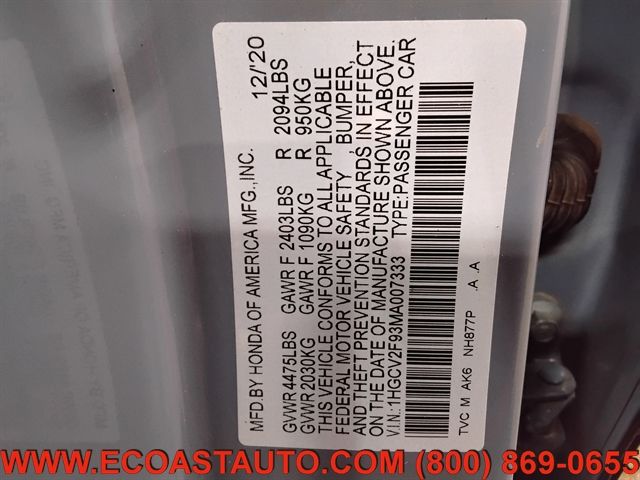 MFD.BY HONDA OF AMERICA MFG.,INC. 12/'20
GVWR 4475LBS GAWR F 2403LBS R 2094LBS
GVWR 2030KG GAWR F 1090KG R 950KG
THIS VEHICLE CONFORMS TO ALL APPLICABLE
FEDERAL MOTOR VEHICLE SAFETY , BUMPER,
AND THEFT PREVENTION STANDARDS IN EFFECT
ON THE DATE OF MANUFACTURE SHOWN ABOVE.
V.I.N.:1HGCV2F93MA007333 TYPE:PASSENGER CAR
TVC M AK6 NH877P .A .A
WWW.ECOASTAUTO.COM (800) 869-0655